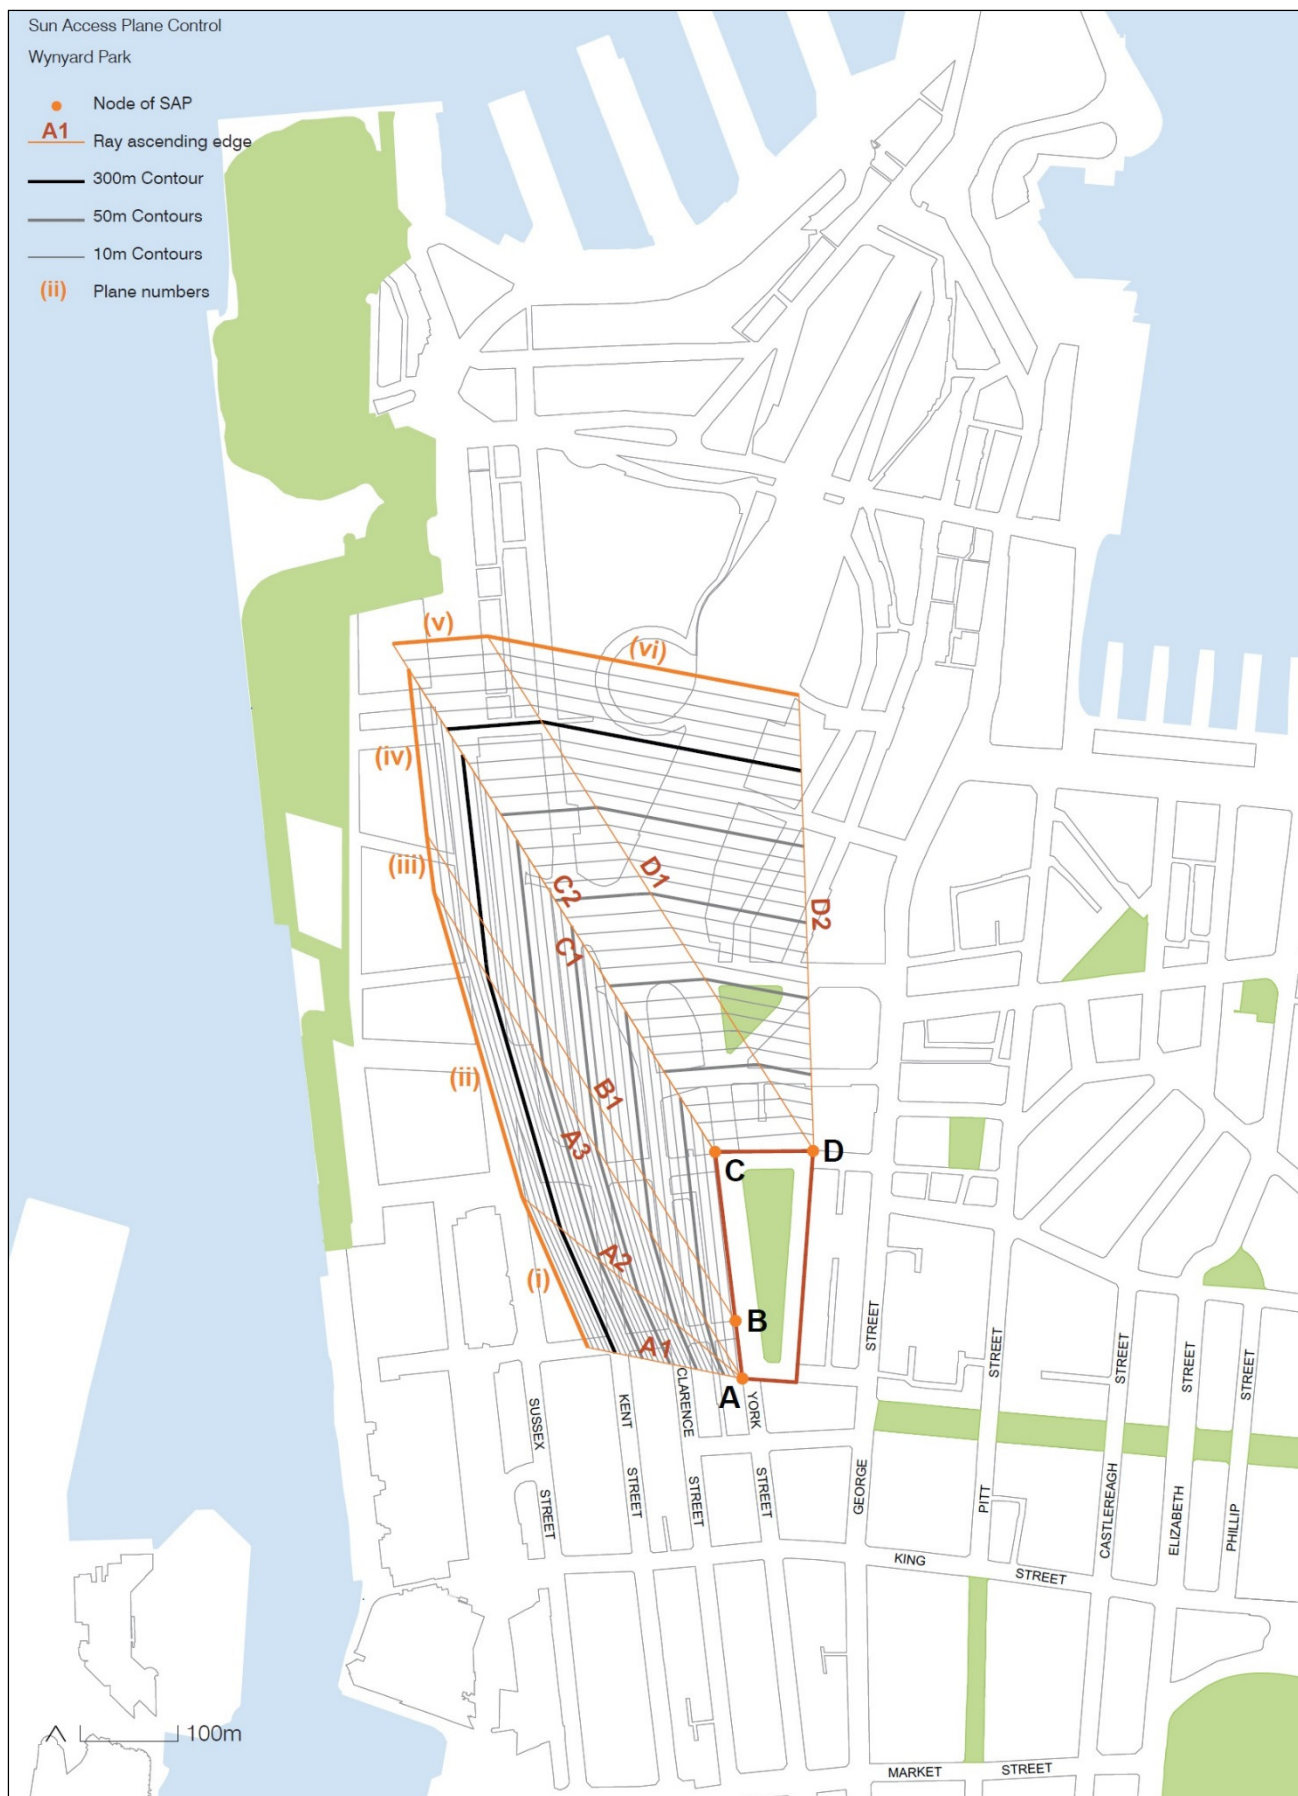 Sun Access Plane Control
Wynyard Park
Node of SAP
A1
Ray ascending edge
300m Contour
50m Contours
10m Contours
(ii)
Plane numbers
(v)
(vi)
(iv)
(iii)
D1
C2
D2
C1
(ii)
B1
A3
C
D
A2
(i)
B
A1
A
SUSSEX
STREET
KENT
STREET
CLARENCE
STREET
YORK
STREET
STREET
GEORGE
STREET
PITT
STREET
CASTLEREAGH
STREET
ELIZABETH
STREET
PHILLIP
KING
STREET
100m
MARKET
STREET